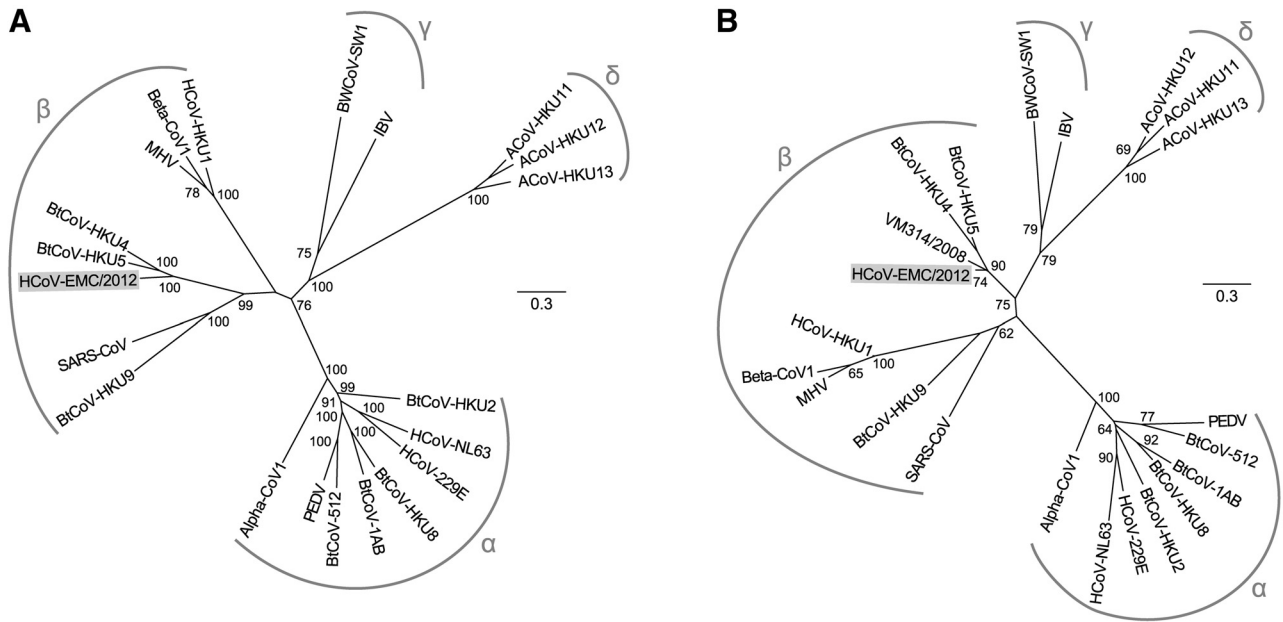 A
γ
BWCoV-SW1
IBV
δ
ACoV-HKU11
ACoV-HKU12
ACoV-HKU13
100
β
HCoV-HKU1
Beta-CoV1
MHV
78
100
BtCoV-HKU4
BtCoV-HKU5
HCoV-EMC/2012
100
100
99
SARS-CoV
BtCoV-HKU9
100
75
100
76
0.3
100
99
91
100
100
100
100
BtCoV-HKU2
HCoV-NL63
HCoV-229E
BtCoV-HKU8
BtCoV-1AB
BtCoV-512
PEDV
Alpha-CoV1
α
B
γ
BWCoV-SW1
IBV
δ
ACoV-HKU12
ACoV-HKU11
ACoV-HKU13
69
100
79
79
β
BtCoV-HKU5
BtCoV-HKU4
VM314/2008
HCoV-EMC/2012
90
74
75
62
0.3
HCoV-HKU1
Beta-CoV1
MHV
65
100
BtCoV-HKU9
SARS-CoV
100
77
64
92
90
PEDV
BtCoV-512
BtCoV-1AB
BtCoV-HKU8
BtCoV-HKU2
HCoV-229E
HCoV-NL63
Alpha-CoV1
α